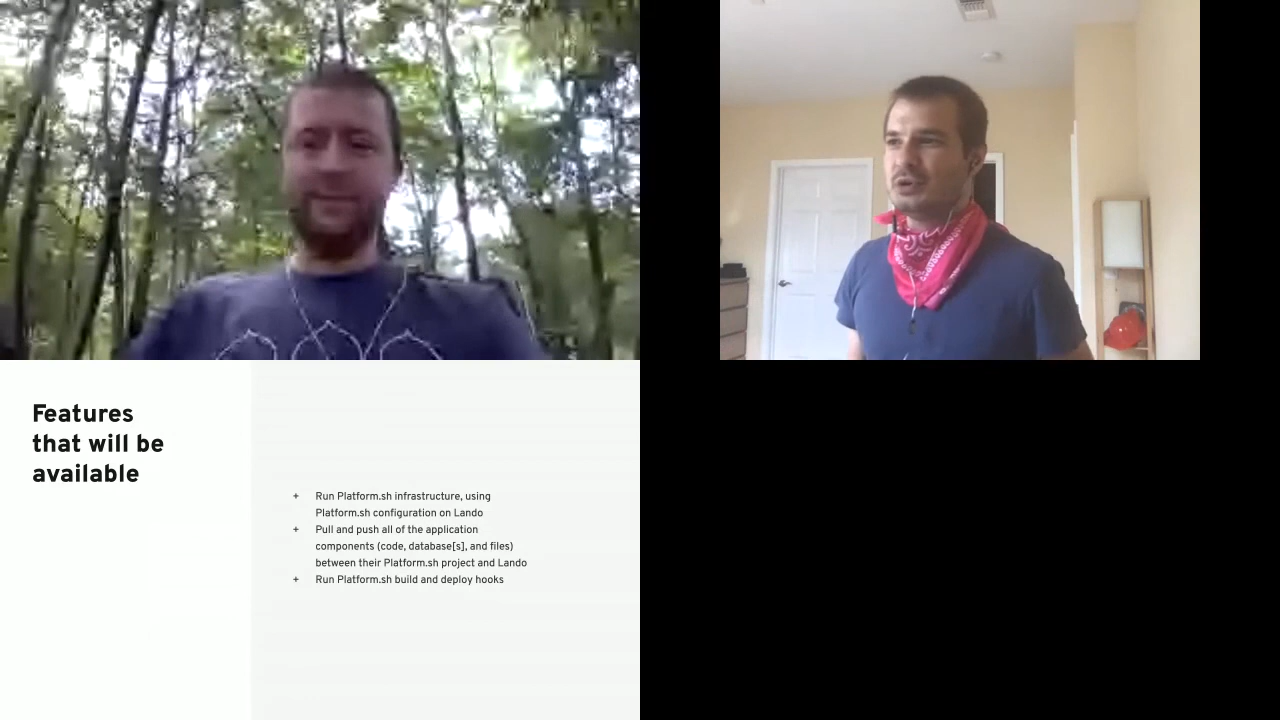 Features
that will be
available
+ Run Platform.sh infrastructure, using
Platform.sh configuration on Lando
+ Pull and push all of the application
components (code, database[s], and files)
between their Platform.sh project and Lando
+ Run Platform.sh build and deploy hooks